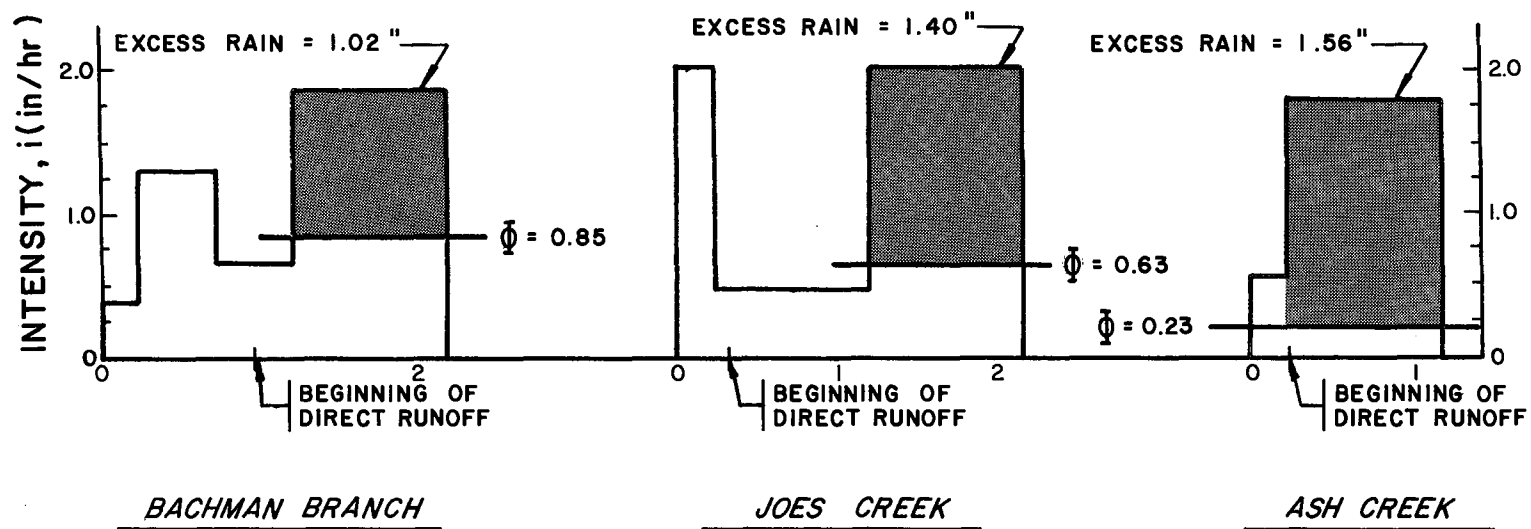 INTENSITY, i(in/hr)
2.0
1.0
0
EXCESS RAIN = 1.02"
Φ = 0.85
0
2
BEGINNING OF
DIRECT RUNOFF
BACHMAN BRANCH
EXCESS RAIN = 1.40"
Φ = 0.63
0
1
2
BEGINNING OF
DIRECT RUNOFF
JOES CREEK
EXCESS RAIN = 1.56"
Φ = 0.23
2.0
1.0
0
0
1
BEGINNING OF
DIRECT RUNOFF
ASH CREEK